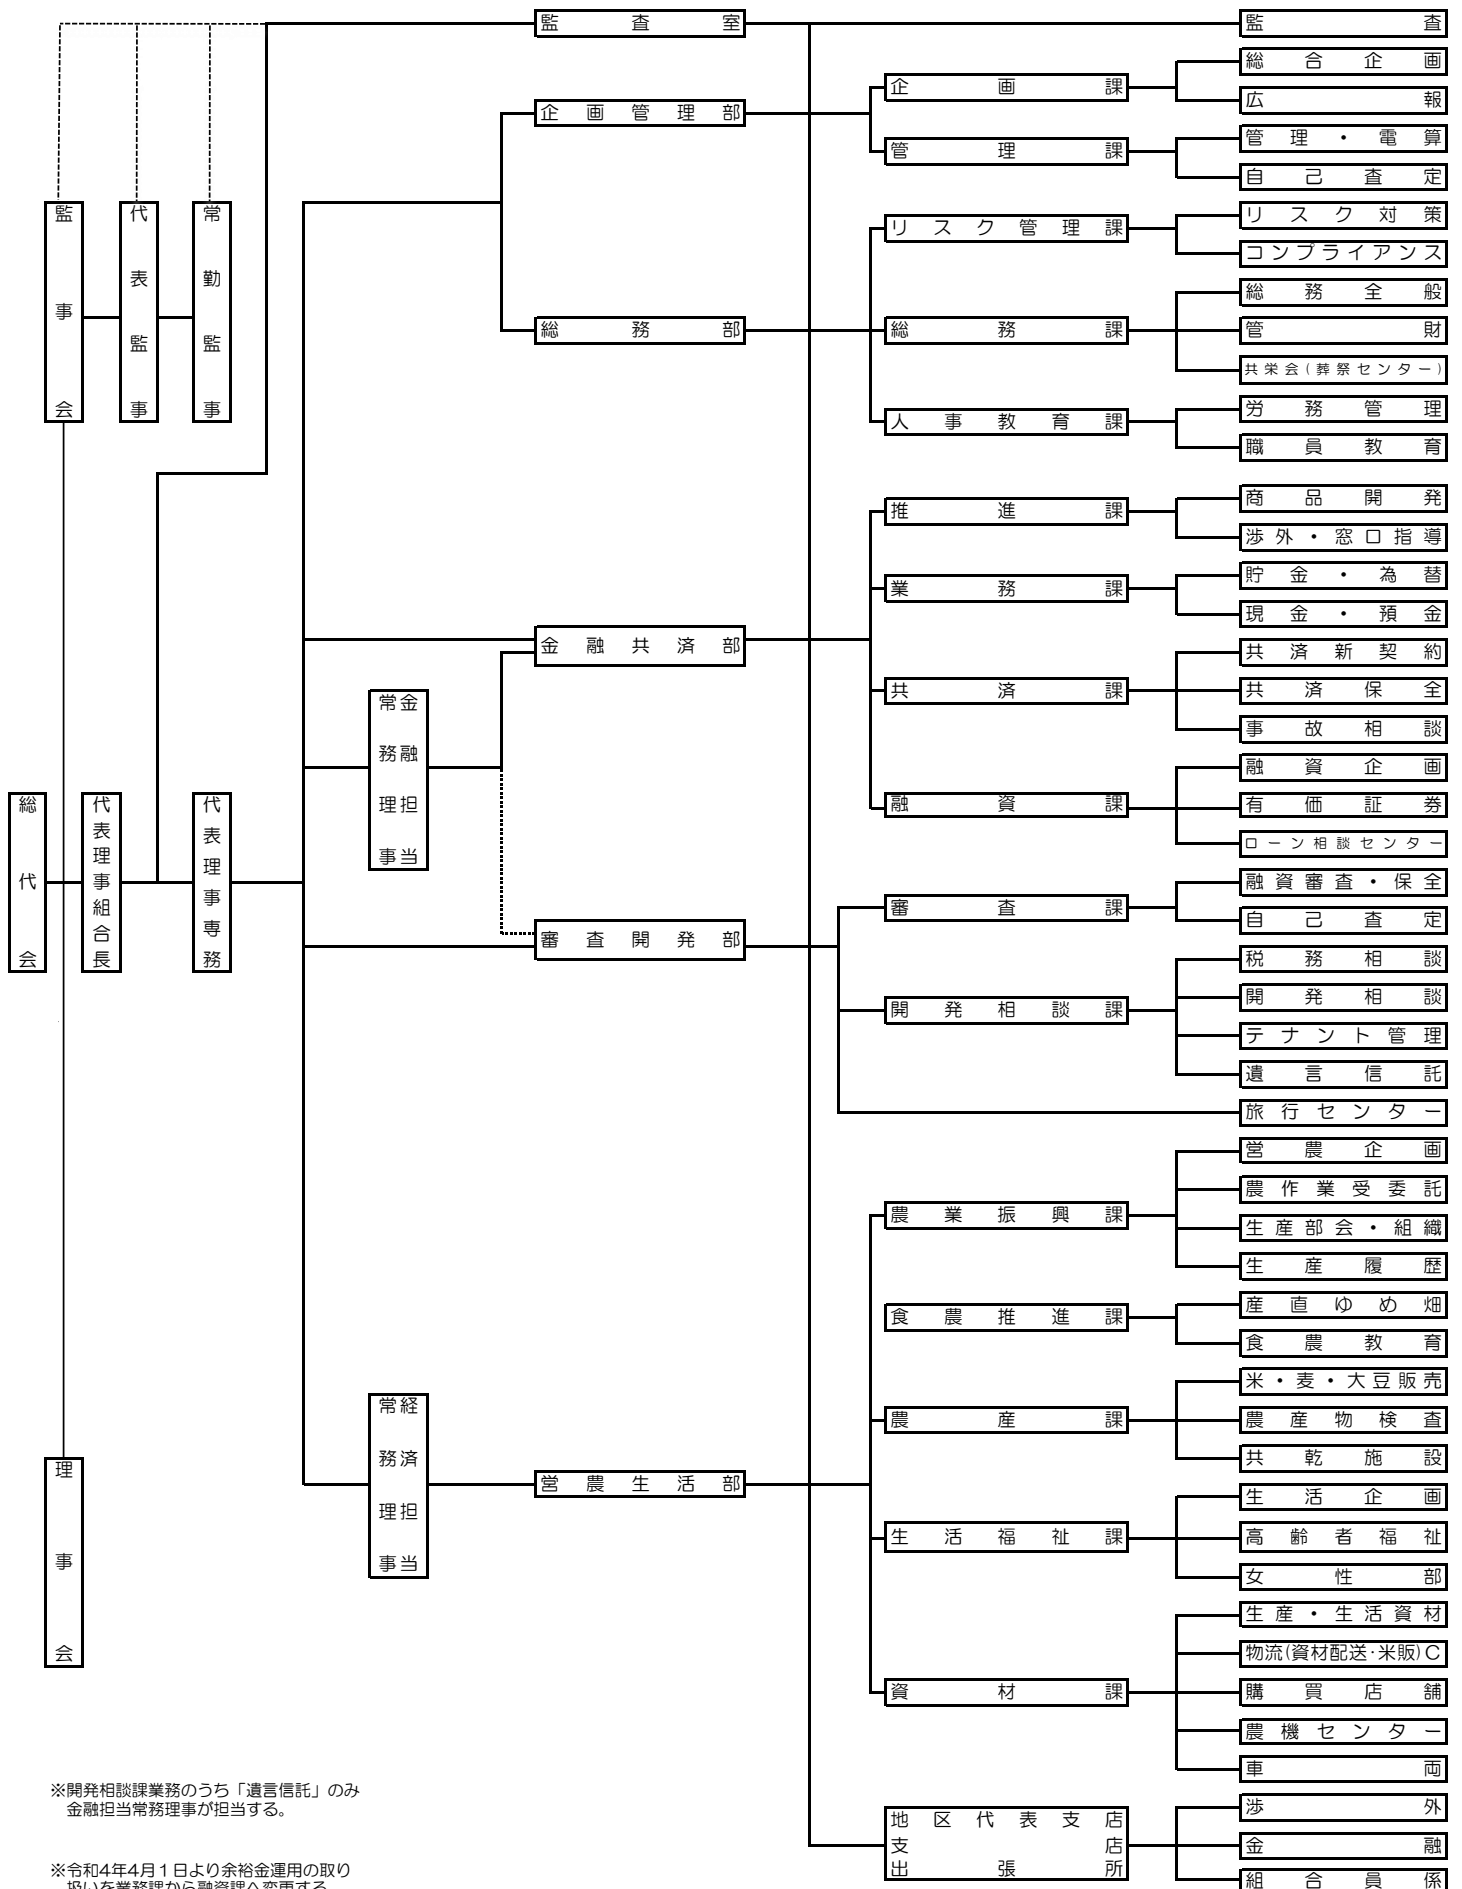 監査室
監査
総合企画
企画課
企画管理部
広報
管理・電算
管理課
自己査定
監事会
代表監事
常勤監事
リスク対策
リスク管理課
コンプライアンス
総務全般
総務部
総務課
管財
共栄会(葬祭センター)
労務管理
人事教育課
職員教育
商品開発
推進課
渉外・窓口指導
貯金・為替
業務課
現金・預金
金融共済部
共済新契約
共済課
共済保全
常務理事
金融担当
事故相談
融資企画
総代会
代表理事組合長
代表理事専務
融資課
有価証券
ローン相談センター
融資審査・保全
審査課
自己査定
審査開発部
税務相談
開発相談
開発相談課
テナント管理
遺言信託
旅行センター
営農企画
農作業受委託
農業振興課
生産部会・組織
生産履歴
産直ゆめ畑
食農推進課
食農教育
米・麦・大豆販売
常務理事
経済担当
農産課
農産物検査
共乾施設
理事会
営農生活部
生活企画
生活福祉課
高齢者福祉
女性部
生産・生活資材
物流(資材配送・米販)C
資材課
購買店舗
農機センター
車両
※開発相談課業務のうち「遺言信託」のみ
金融担当常務理事が担当する。
地区代表支店
支店
出張所
渉外
金融
組合員係
※令和4年4月1日より余裕金運用の取り
扱いを業務課から融資課へ変更する